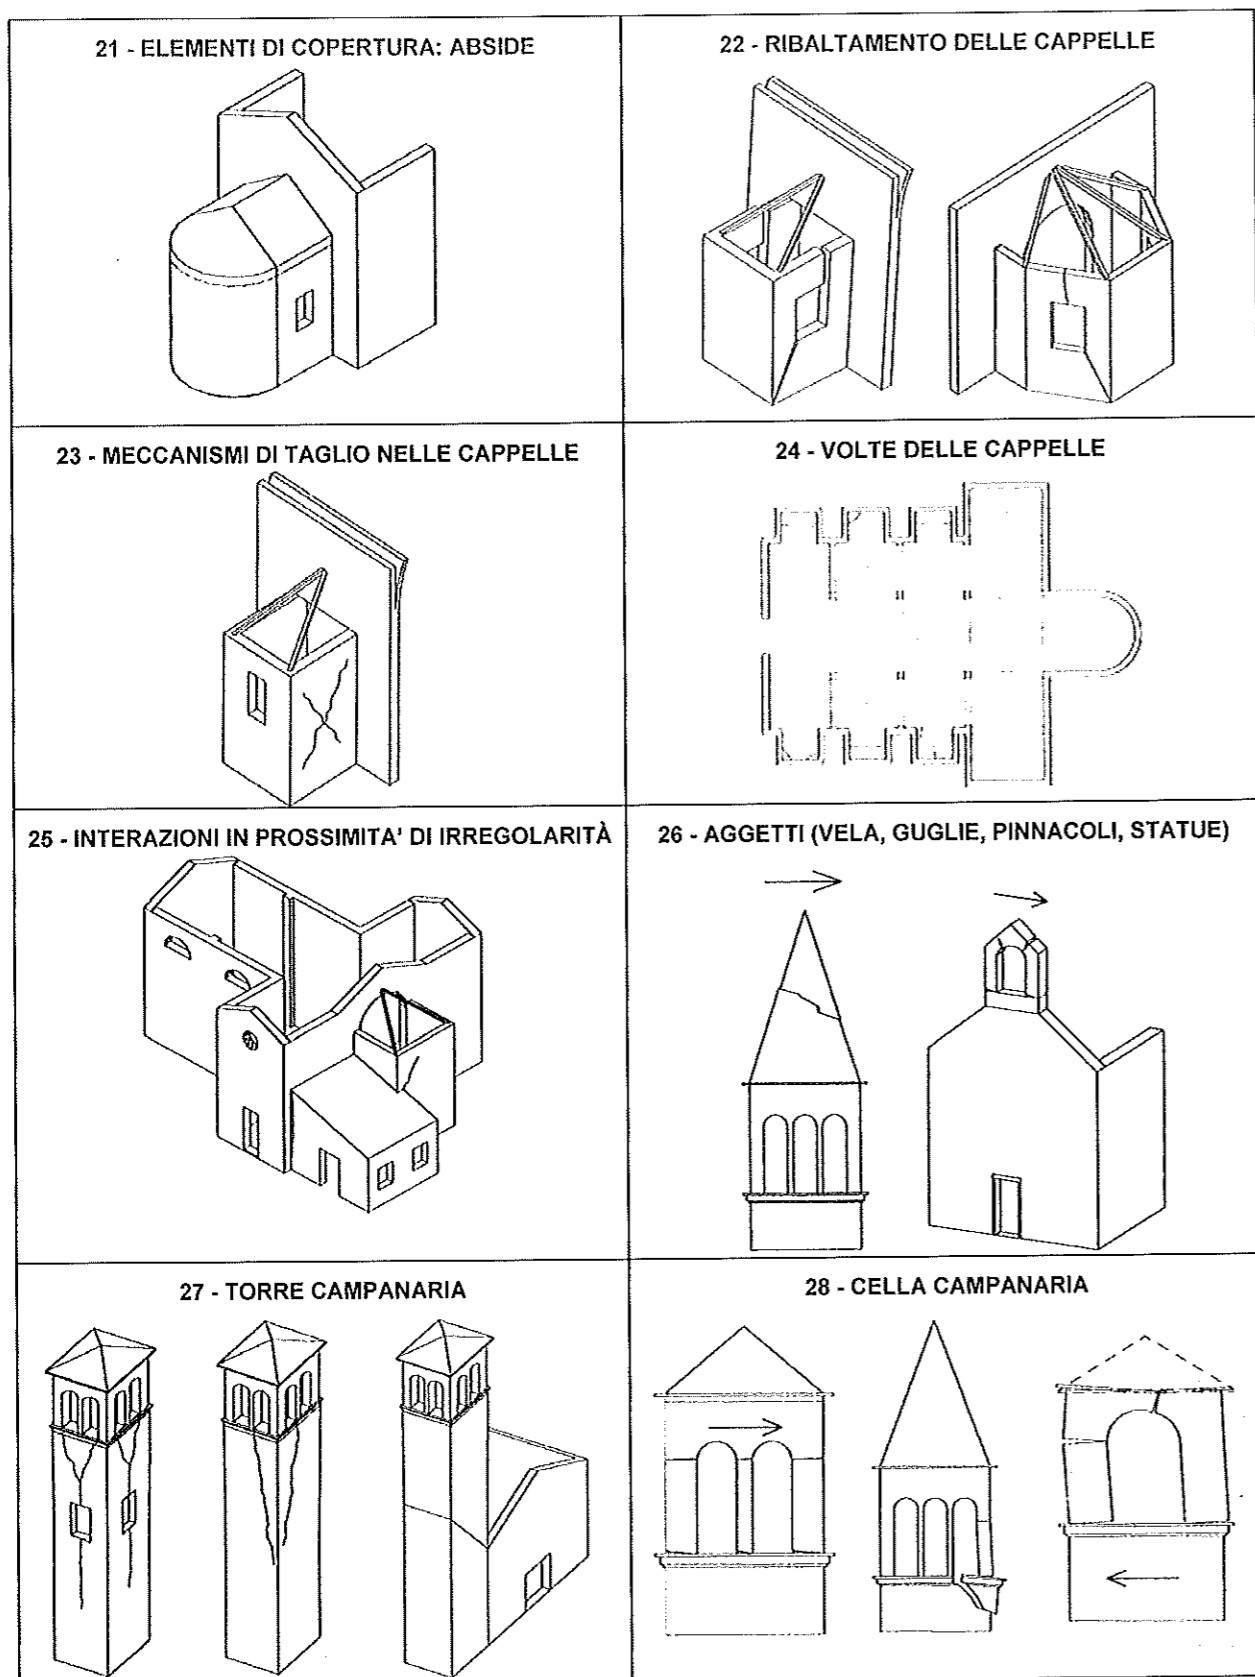 21 - ELEMENTI DI COPERTURA: ABSIDE
22 - RIBALTAMENTO DELLE CAPPELLE
23 - MECCANISMI DI TAGLIO NELLE CAPPELLE
24 - VOLTE DELLE CAPPELLE
25 - INTERAZIONI IN PROSSIMITA' DI IRREGOLARITÀ
26 - AGGETTI (VELA, GUGLIE, PINNACOLI, STATUE)
27 - TORRE CAMPANARIA
28 - CELLA CAMPANARIA